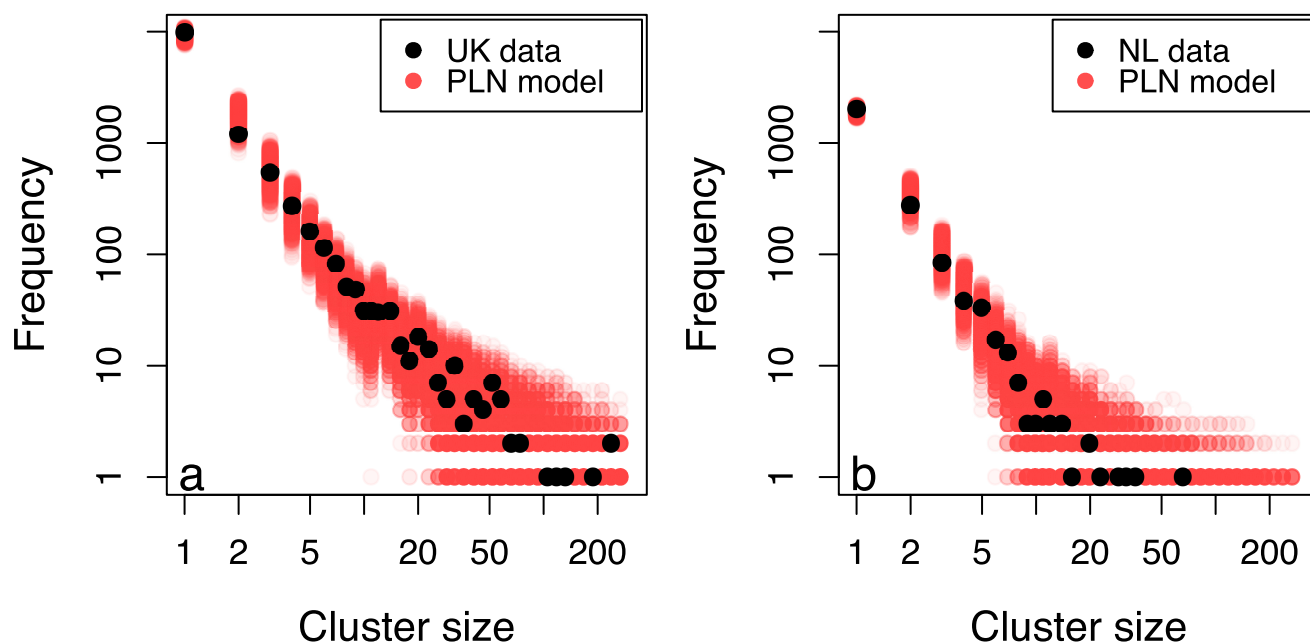 UK data
PLN model
Frequency
1000
100
10
1
a
1 2 5 20 50 200
Cluster size
NL data
PLN model
Frequency
1000
100
10
1
b
1 2 5 20 50 200
Cluster size